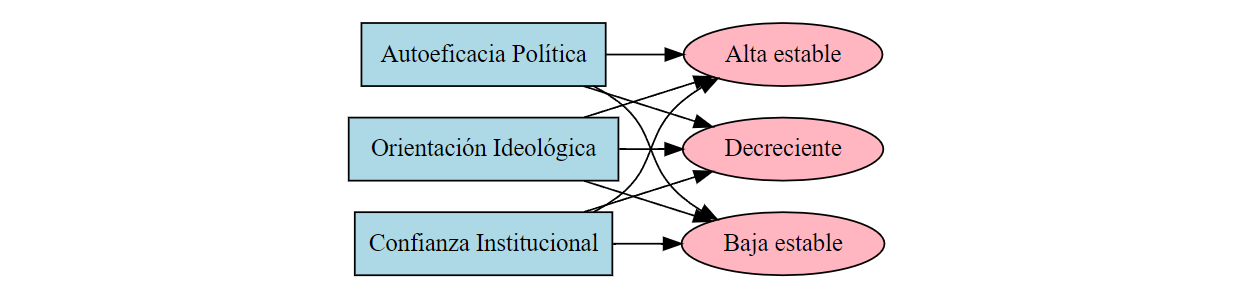 Autoeficacia Política
Alta estable
Orientación Ideológica
Decreciente
Confianza Institucional
Baja estable